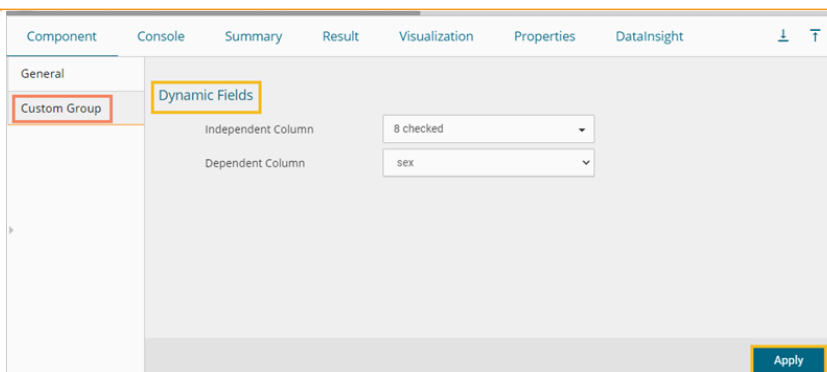 Component Console Summary Result Visualization Properties DataInsight
General
Custom Group
Dynamic Fields
Independent Column 8 checked
Dependent Column sex
Apply